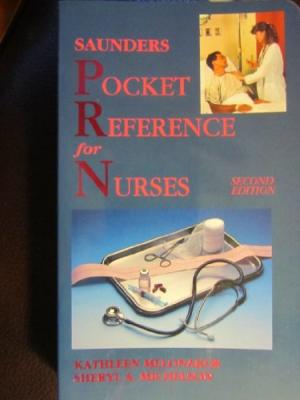 SAUNDERS
POCKET
REFERENCE
for
NURSES
SECOND
EDITION
KATHLEEN
SHERYL A.